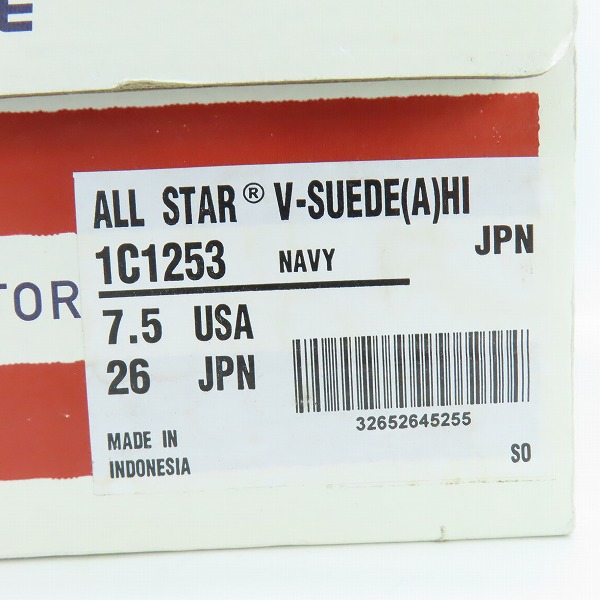 E
ALL STAR® V-SUEDE(A)HI
1C1253 NAVY JPN
TOR
7.5 USA
26 JPN
32652645255
MADE IN
INDONESIA
SO